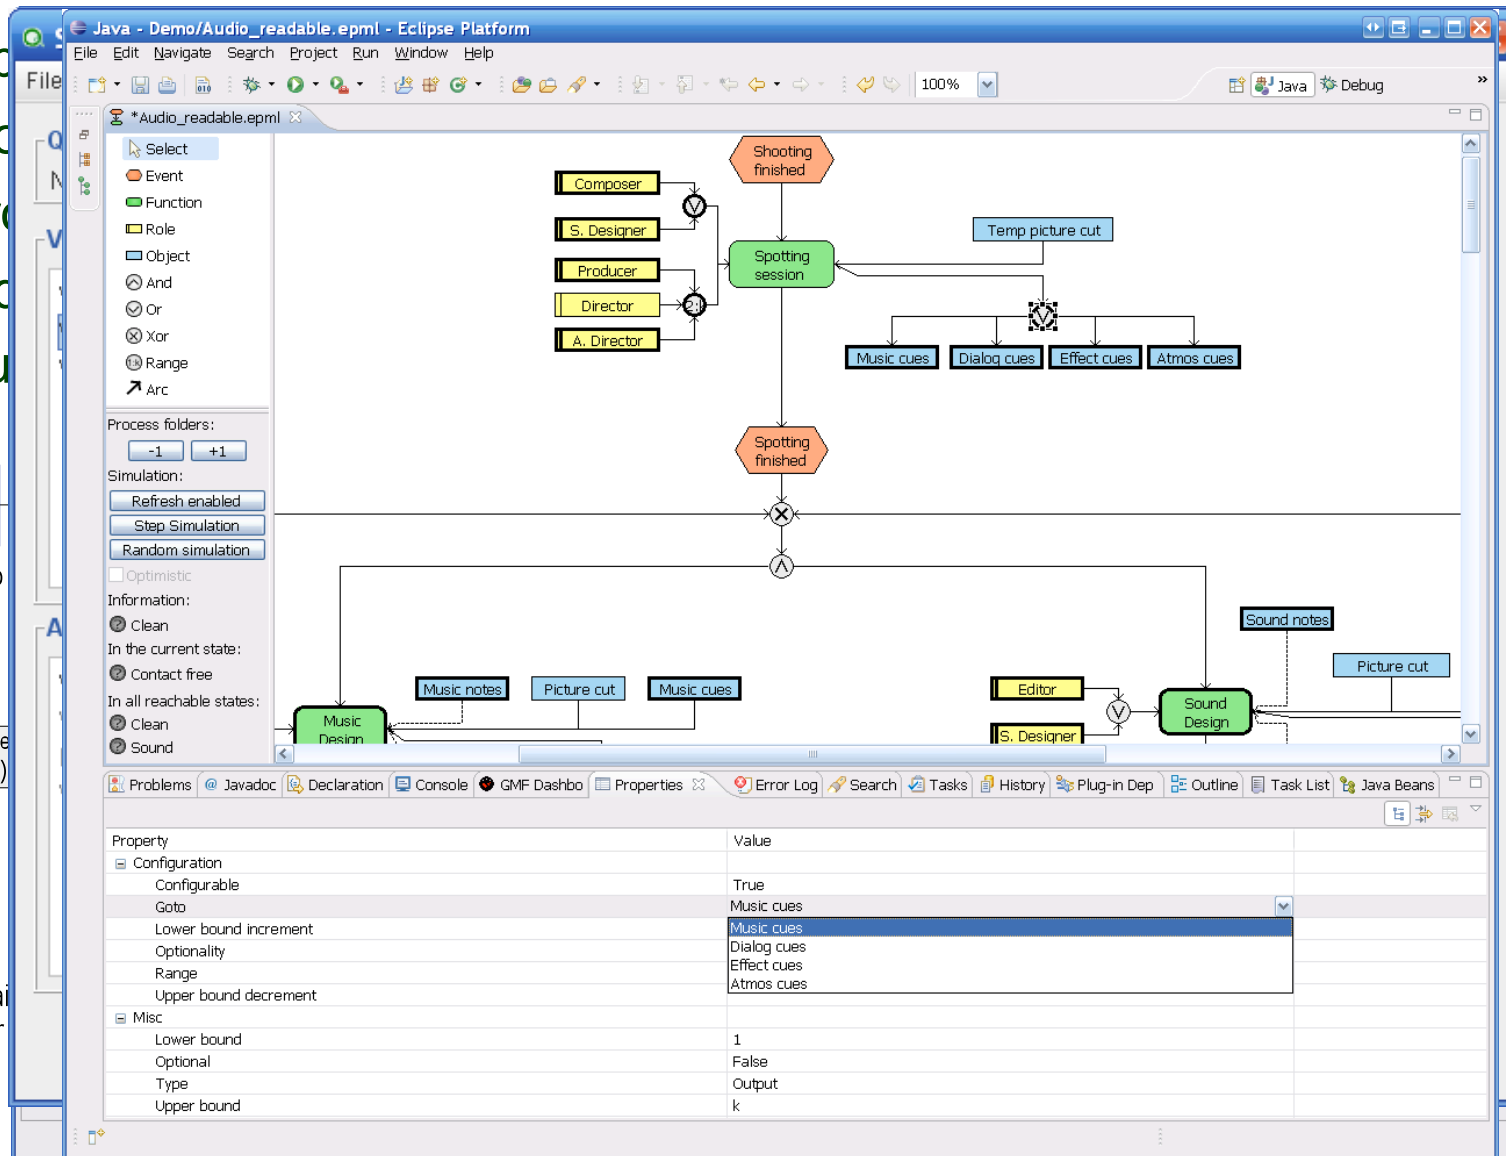 Java - Demo/Audio_readable.epml - Eclipse Platform
File Edit Navigate Search Project Run Window Help
File
100%
Java
Debug
»
*Audio_readable.epml
Select
Event
Function
Role
Object
And
Or
Xor
Range
Arc
Process folders:
-1 +1
Simulation:
Refresh enabled
Step Simulation
Random simulation
Optimistic
Information:
Clean
In the current state:
Contact free
In all reachable states:
Clean
Sound
Shooting
finished
Composer
S. Designer
Producer
Director
A. Director
Spotting
session
Temp picture cut
Music cues
Dialog cues
Effect cues
Atmos cues
Spotting
finished
Music notes
Picture cut
Music cues
Music
Design
Editor
S. Designer
Sound
Design
Sound notes
Picture cut
Problems @ Javadoc Declaration Console GMF Dashbo Properties Error Log Search Tasks History Plug-in Dep Outline Task List Java Beans
Property Value
Configuration
Configurable True
Goto Music cues
Lower bound increment Music cues
Dialog cues
Optionality
Effect cues
Range
Atmos cues
Upper bound decrement
Misc
Lower bound 1
Optional False
Type Output
Upper bound k